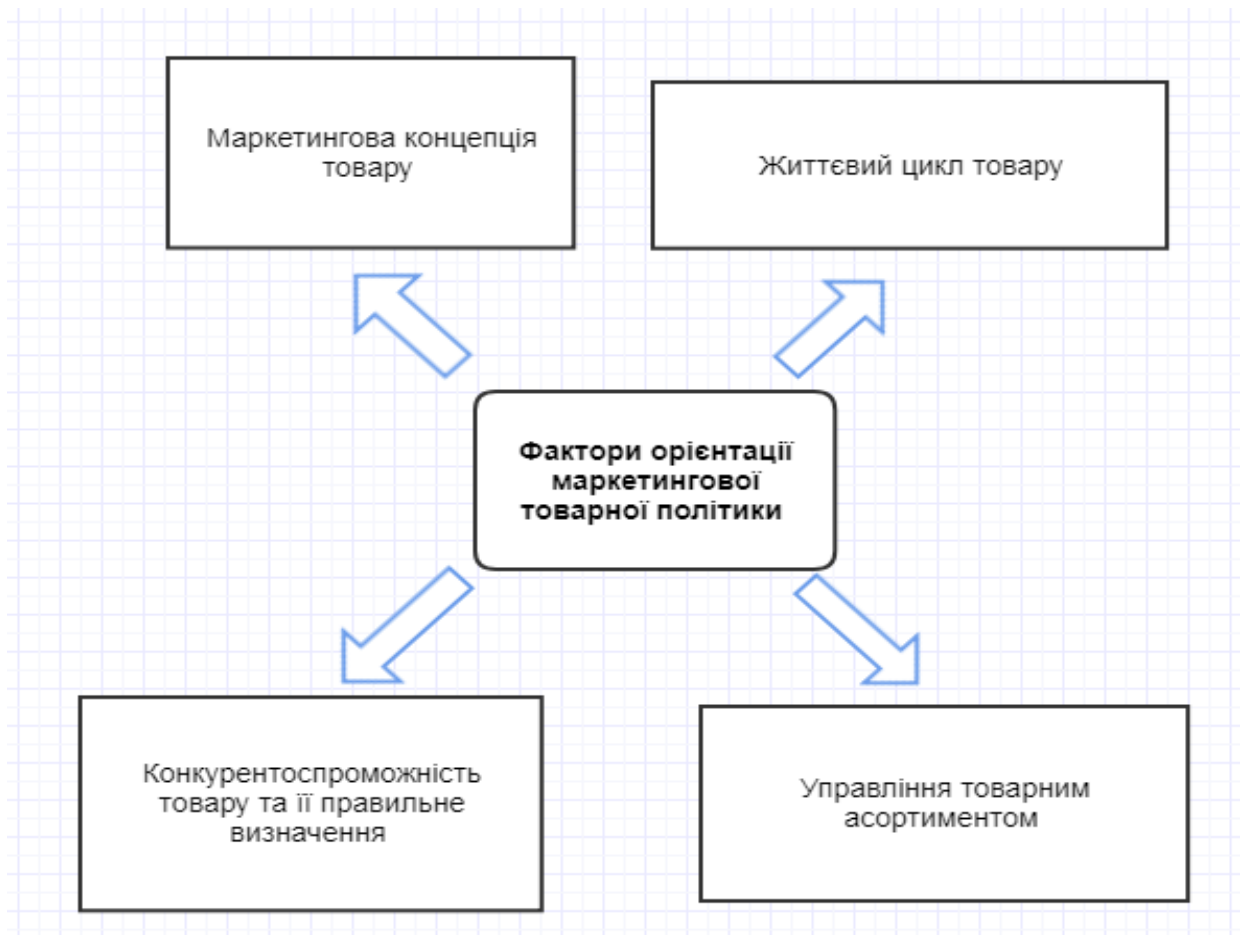 Маркетингова концепція
товару
Життєвий цикл товару
Фактори орієнтації
маркетингової
товарної політики
Конкурентоспроможність
товару та її правильне
визначення
Управління товарним
асортиментом